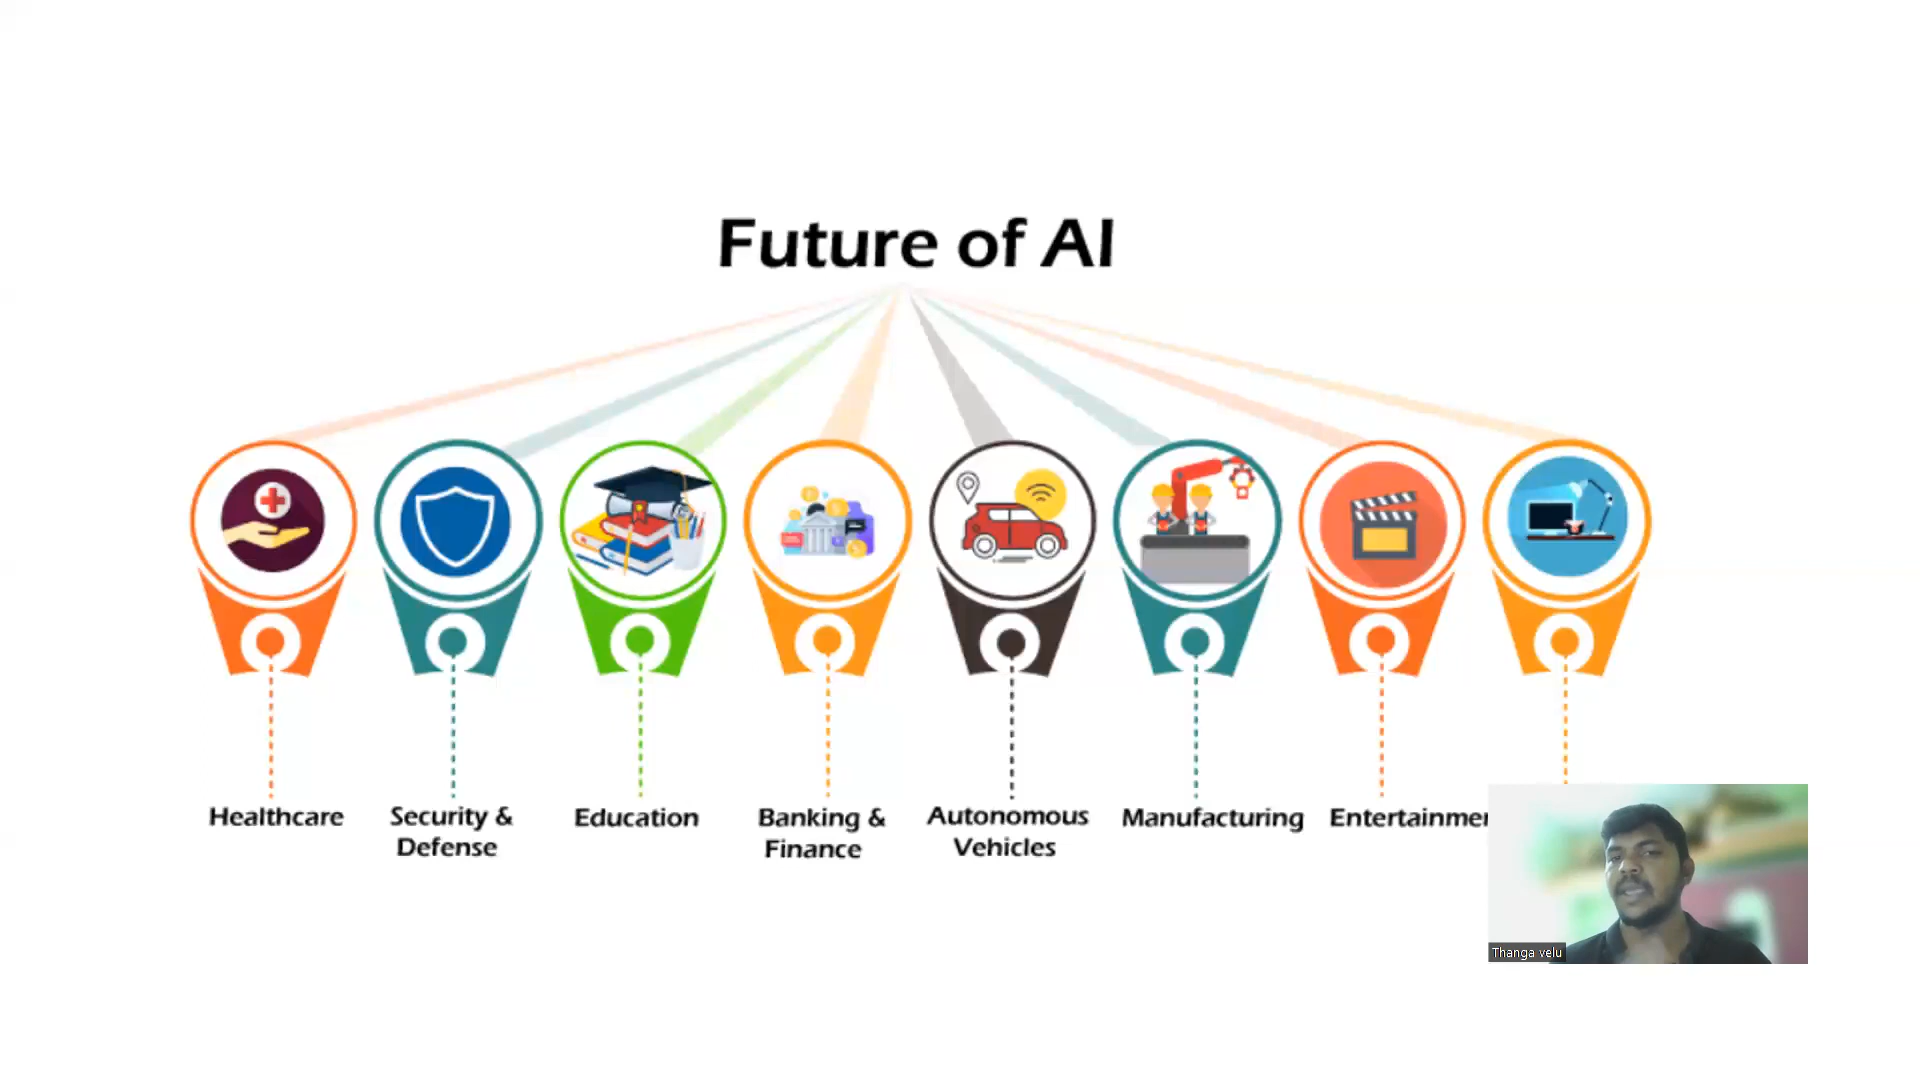 Future of AI
Healthcare
Security &
Defense
Education
Banking &
Finance
Autonomous
Vehicles
Manufacturing
Entertainmen
Thanga velu